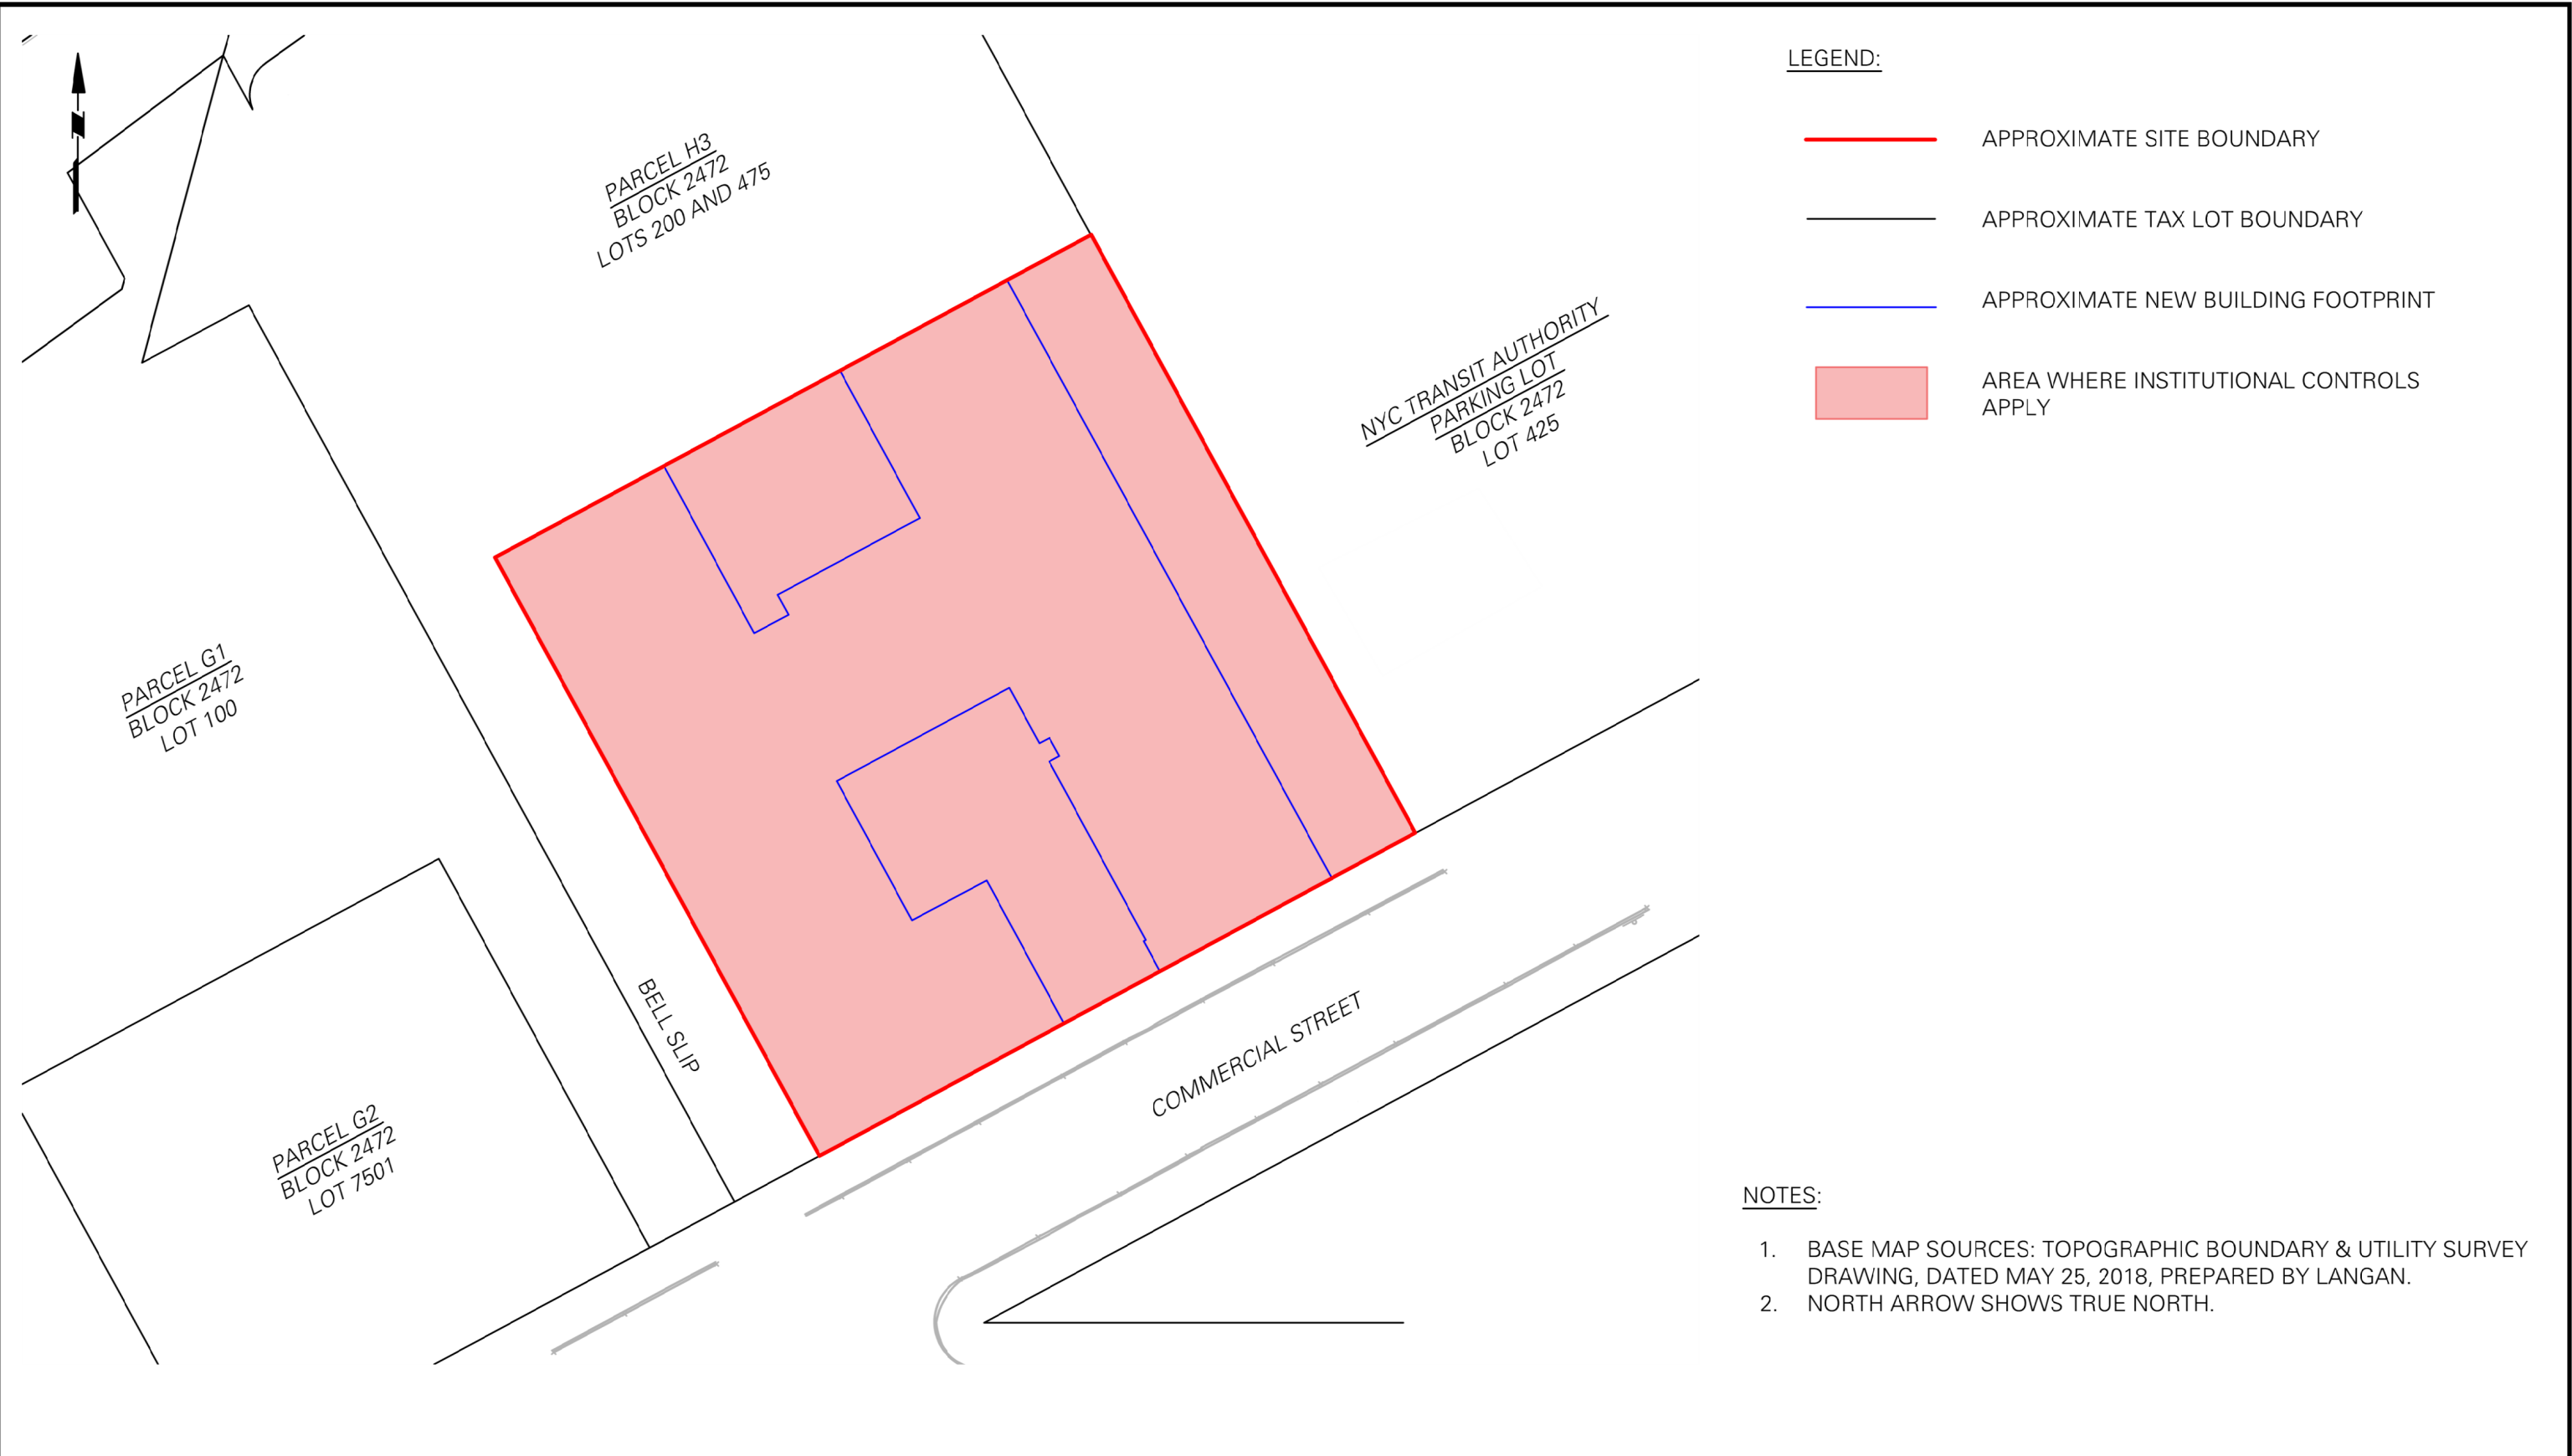 PARCEL H3
BLOCK 2472
LOTS 200 AND 475
NYC TRANSIT AUTHORITY
PARKING LOT
BLOCK 2472
LOT 425
PARCEL G1
BLOCK 2472
LOT 100
PARCEL G2
BLOCK 2472
LOT 7501
BELL SLIP
COMMERCIAL STREET
N
LEGEND:
APPROXIMATE SITE BOUNDARY
APPROXIMATE TAX LOT BOUNDARY
APPROXIMATE NEW BUILDING FOOTPRINT
AREA WHERE INSTITUTIONAL CONTROLS
APPLY
NOTES:
1. BASE MAP SOURCES: TOPOGRAPHIC BOUNDARY & UTILITY SURVEY
DRAWING, DATED MAY 25, 2018, PREPARED BY LANGAN.
2. NORTH ARROW SHOWS TRUE NORTH.